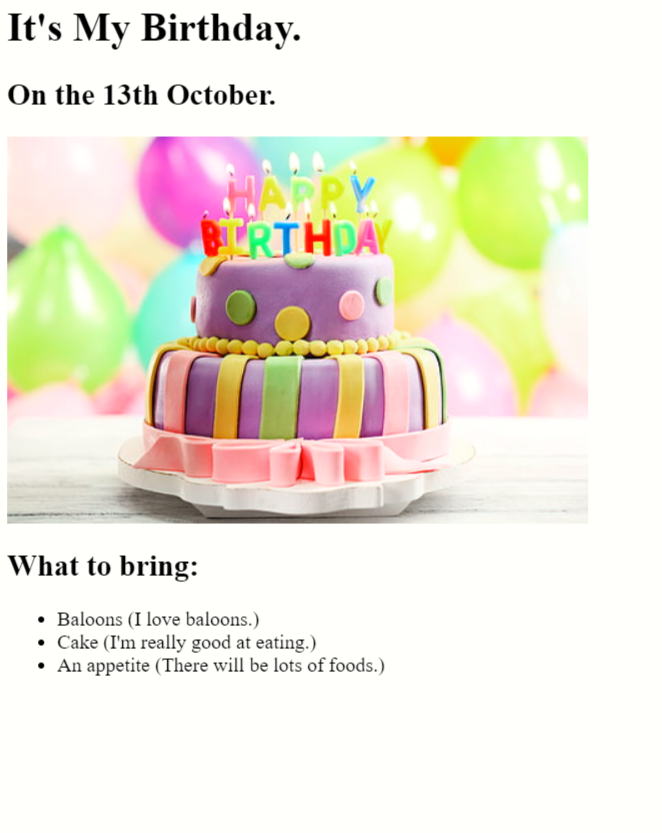 It's My Birthday.
On the 13th October.
HAPPY
BIRTHDAY
What to bring:
Baloons (I love baloons.)
Cake (I'm really good at eating.)
An appetite (There will be lots of foods.)